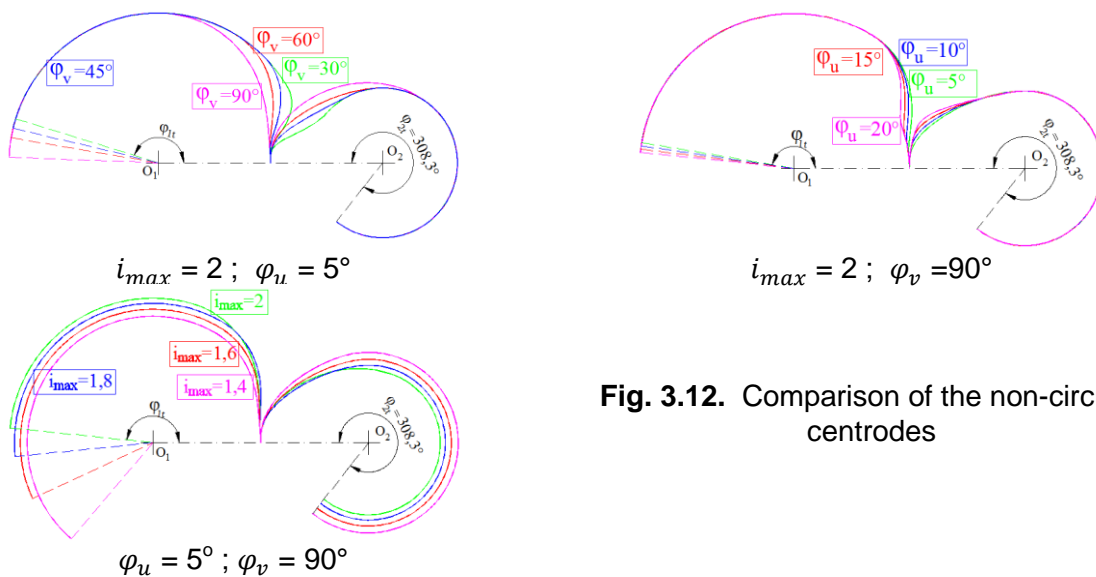 φv=60°
φv=45°
φv=30°
φv=90°
φ1t
O1
O2
φ2t=308,3°
imax = 2 ; φu = 5°
φu=10°
φu=15°
φu=5°
φu=20°
φ1t
O1
O2
φ2t=308,3°
imax = 2 ; φv =90°
imax=2
imax=1,6
imax=1,8
imax=1,4
φ1t
O1
O2
φ2t=308,3°
φu = 5° ; φv = 90°
Fig. 3.12. Comparison of the non-circ
centrodes